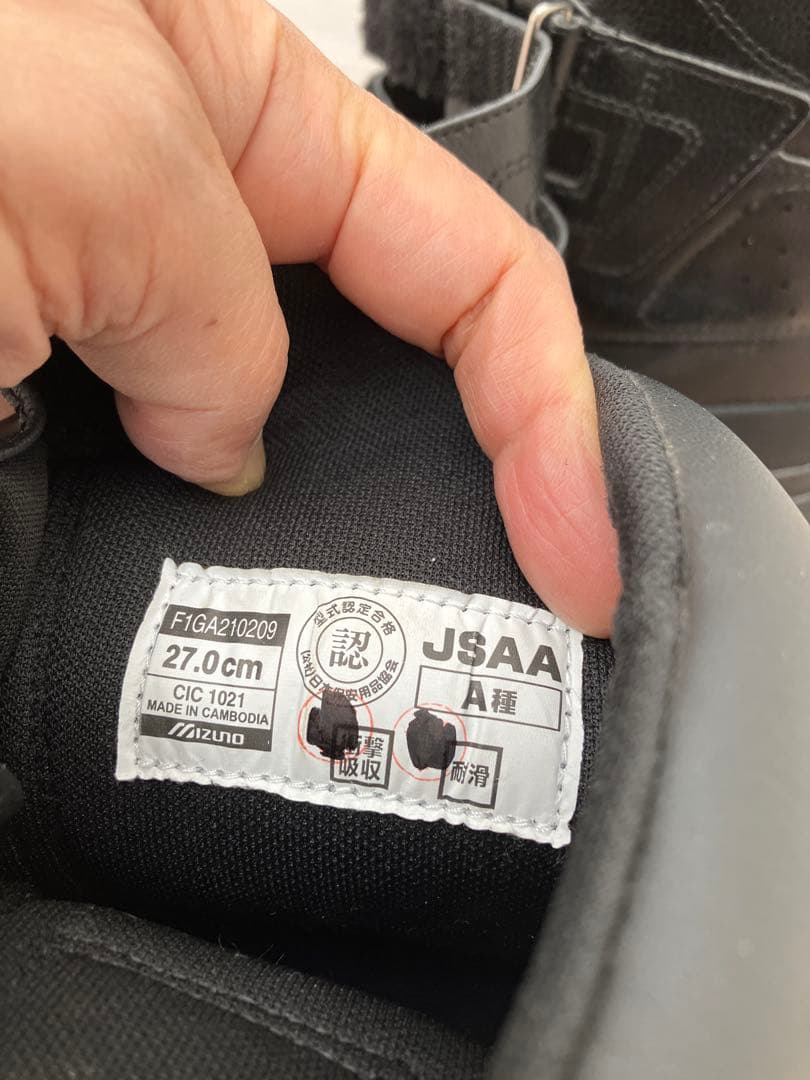 F1GA210209
27.0cm
CIC 1021
MADE IN CAMBODIA
MIZUNO
型式認定合格
認
(公社)日本保安用品協会
JSAA
A種
衝撃
吸収
耐滑